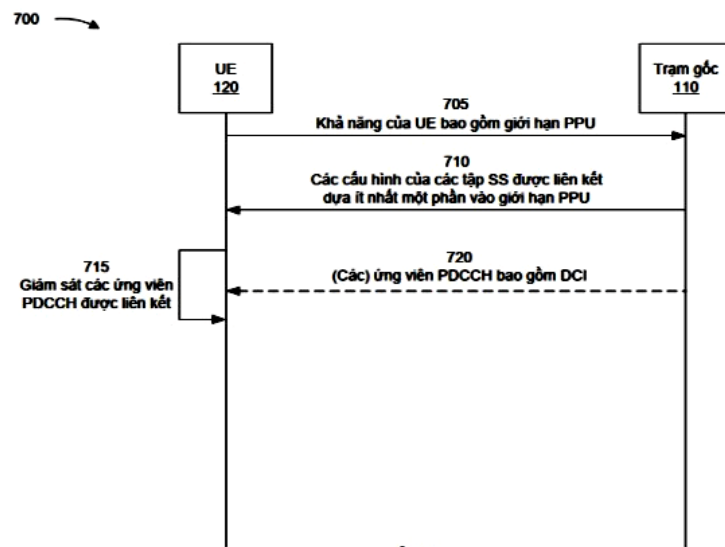 700
UE
120
Trạm gốc
110
705
Khả năng của UE bao gồm giới hạn PPU
710
Các cấu hình của các tập SS được liên kết
dựa ít nhất một phần vào giới hạn PPU
715
Giám sát các ứng viên
PDCCH được liên kết
720
(Các) ứng viên PDCCH bao gồm DCI